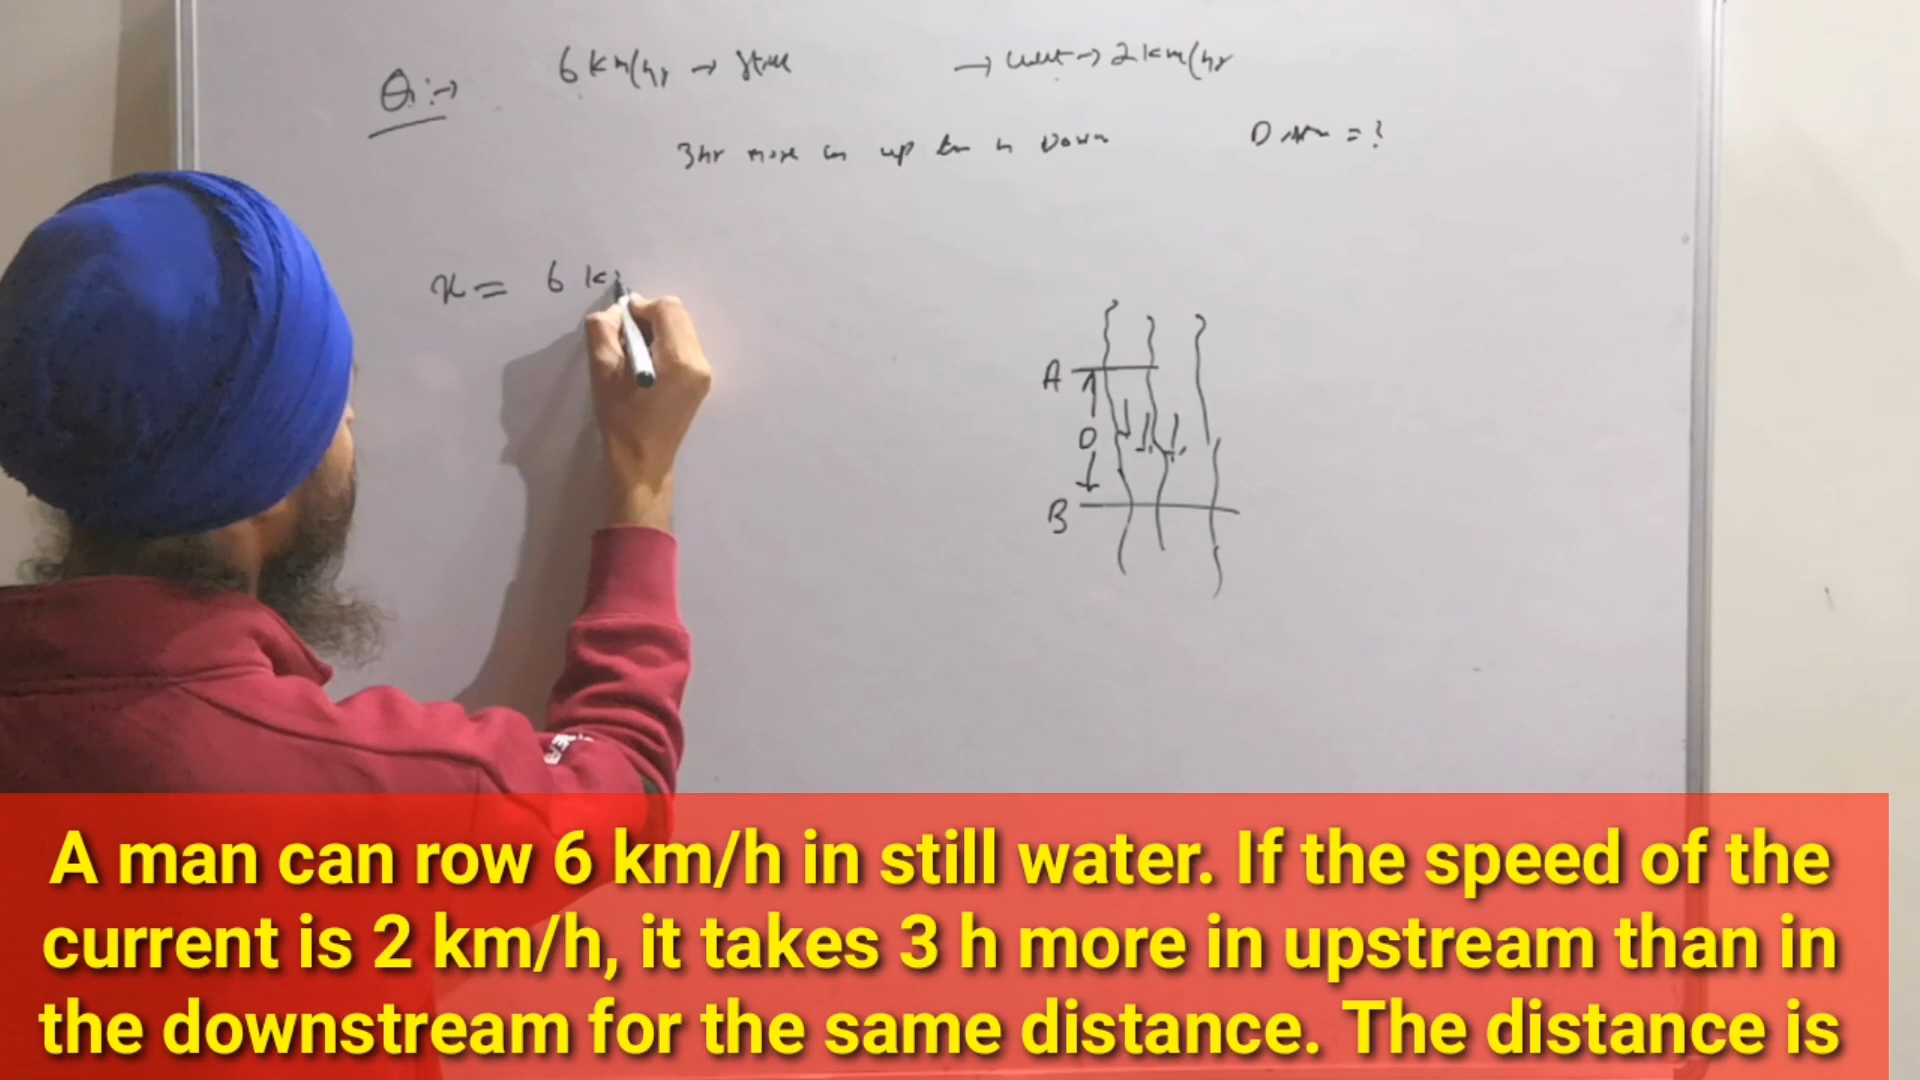 Q:→ 6 km/hr → still → current → 2 km/hr
3hr more in up than in Down D = ?
x = 6 k
A
D
B
A man can row 6 km/h in still water. If the speed of the
current is 2 km/h, it takes 3 h more in upstream than in
the downstream for the same distance. The distance is